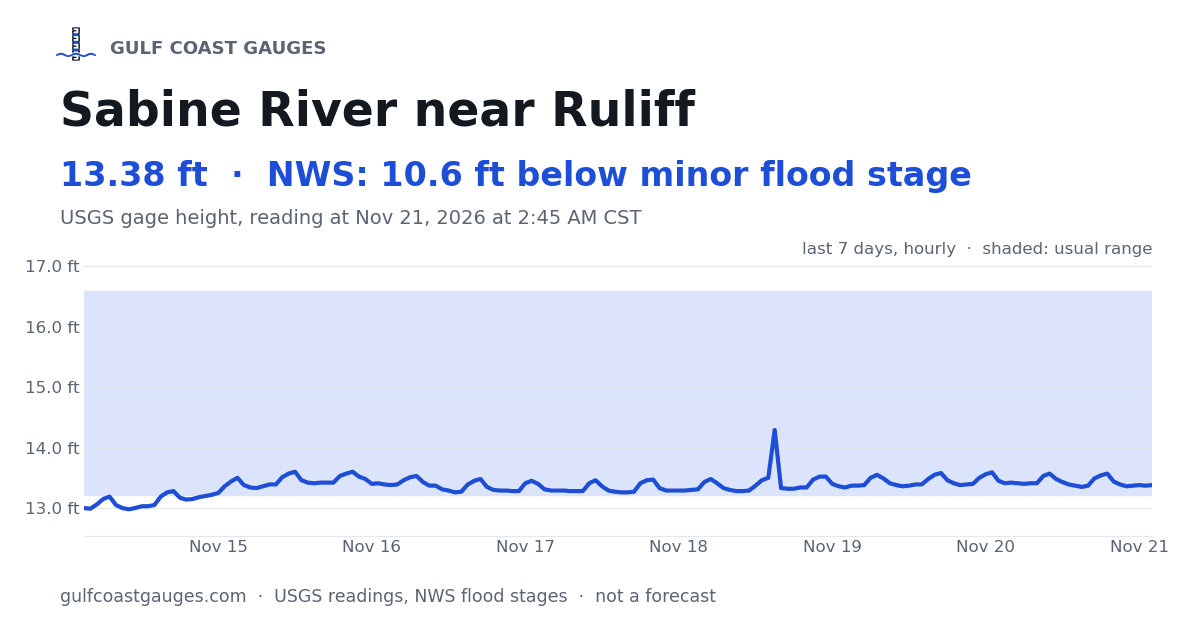 GULF COAST GAUGES
Sabine River near Ruliff
13.38 ft · NWS: 10.6 ft below minor flood stage
USGS gage height, reading at Nov 21, 2026 at 2:45 AM CST
last 7 days, hourly · shaded: usual range
17.0 ft
16.0 ft
15.0 ft
14.0 ft
13.0 ft
Nov 15 Nov 16 Nov 17 Nov 18 Nov 19 Nov 20 Nov 21
gulfcoastgauges.com · USGS readings, NWS flood stages · not a forecast